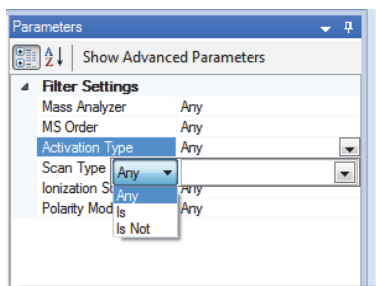 Parameters
Show Advanced Parameters
Filter Settings
Mass Analyzer Any
MS Order Any
Activation Type Any
Scan Type Any
Ionization Any
Any
Polarity Mod Any
Is
Is Not